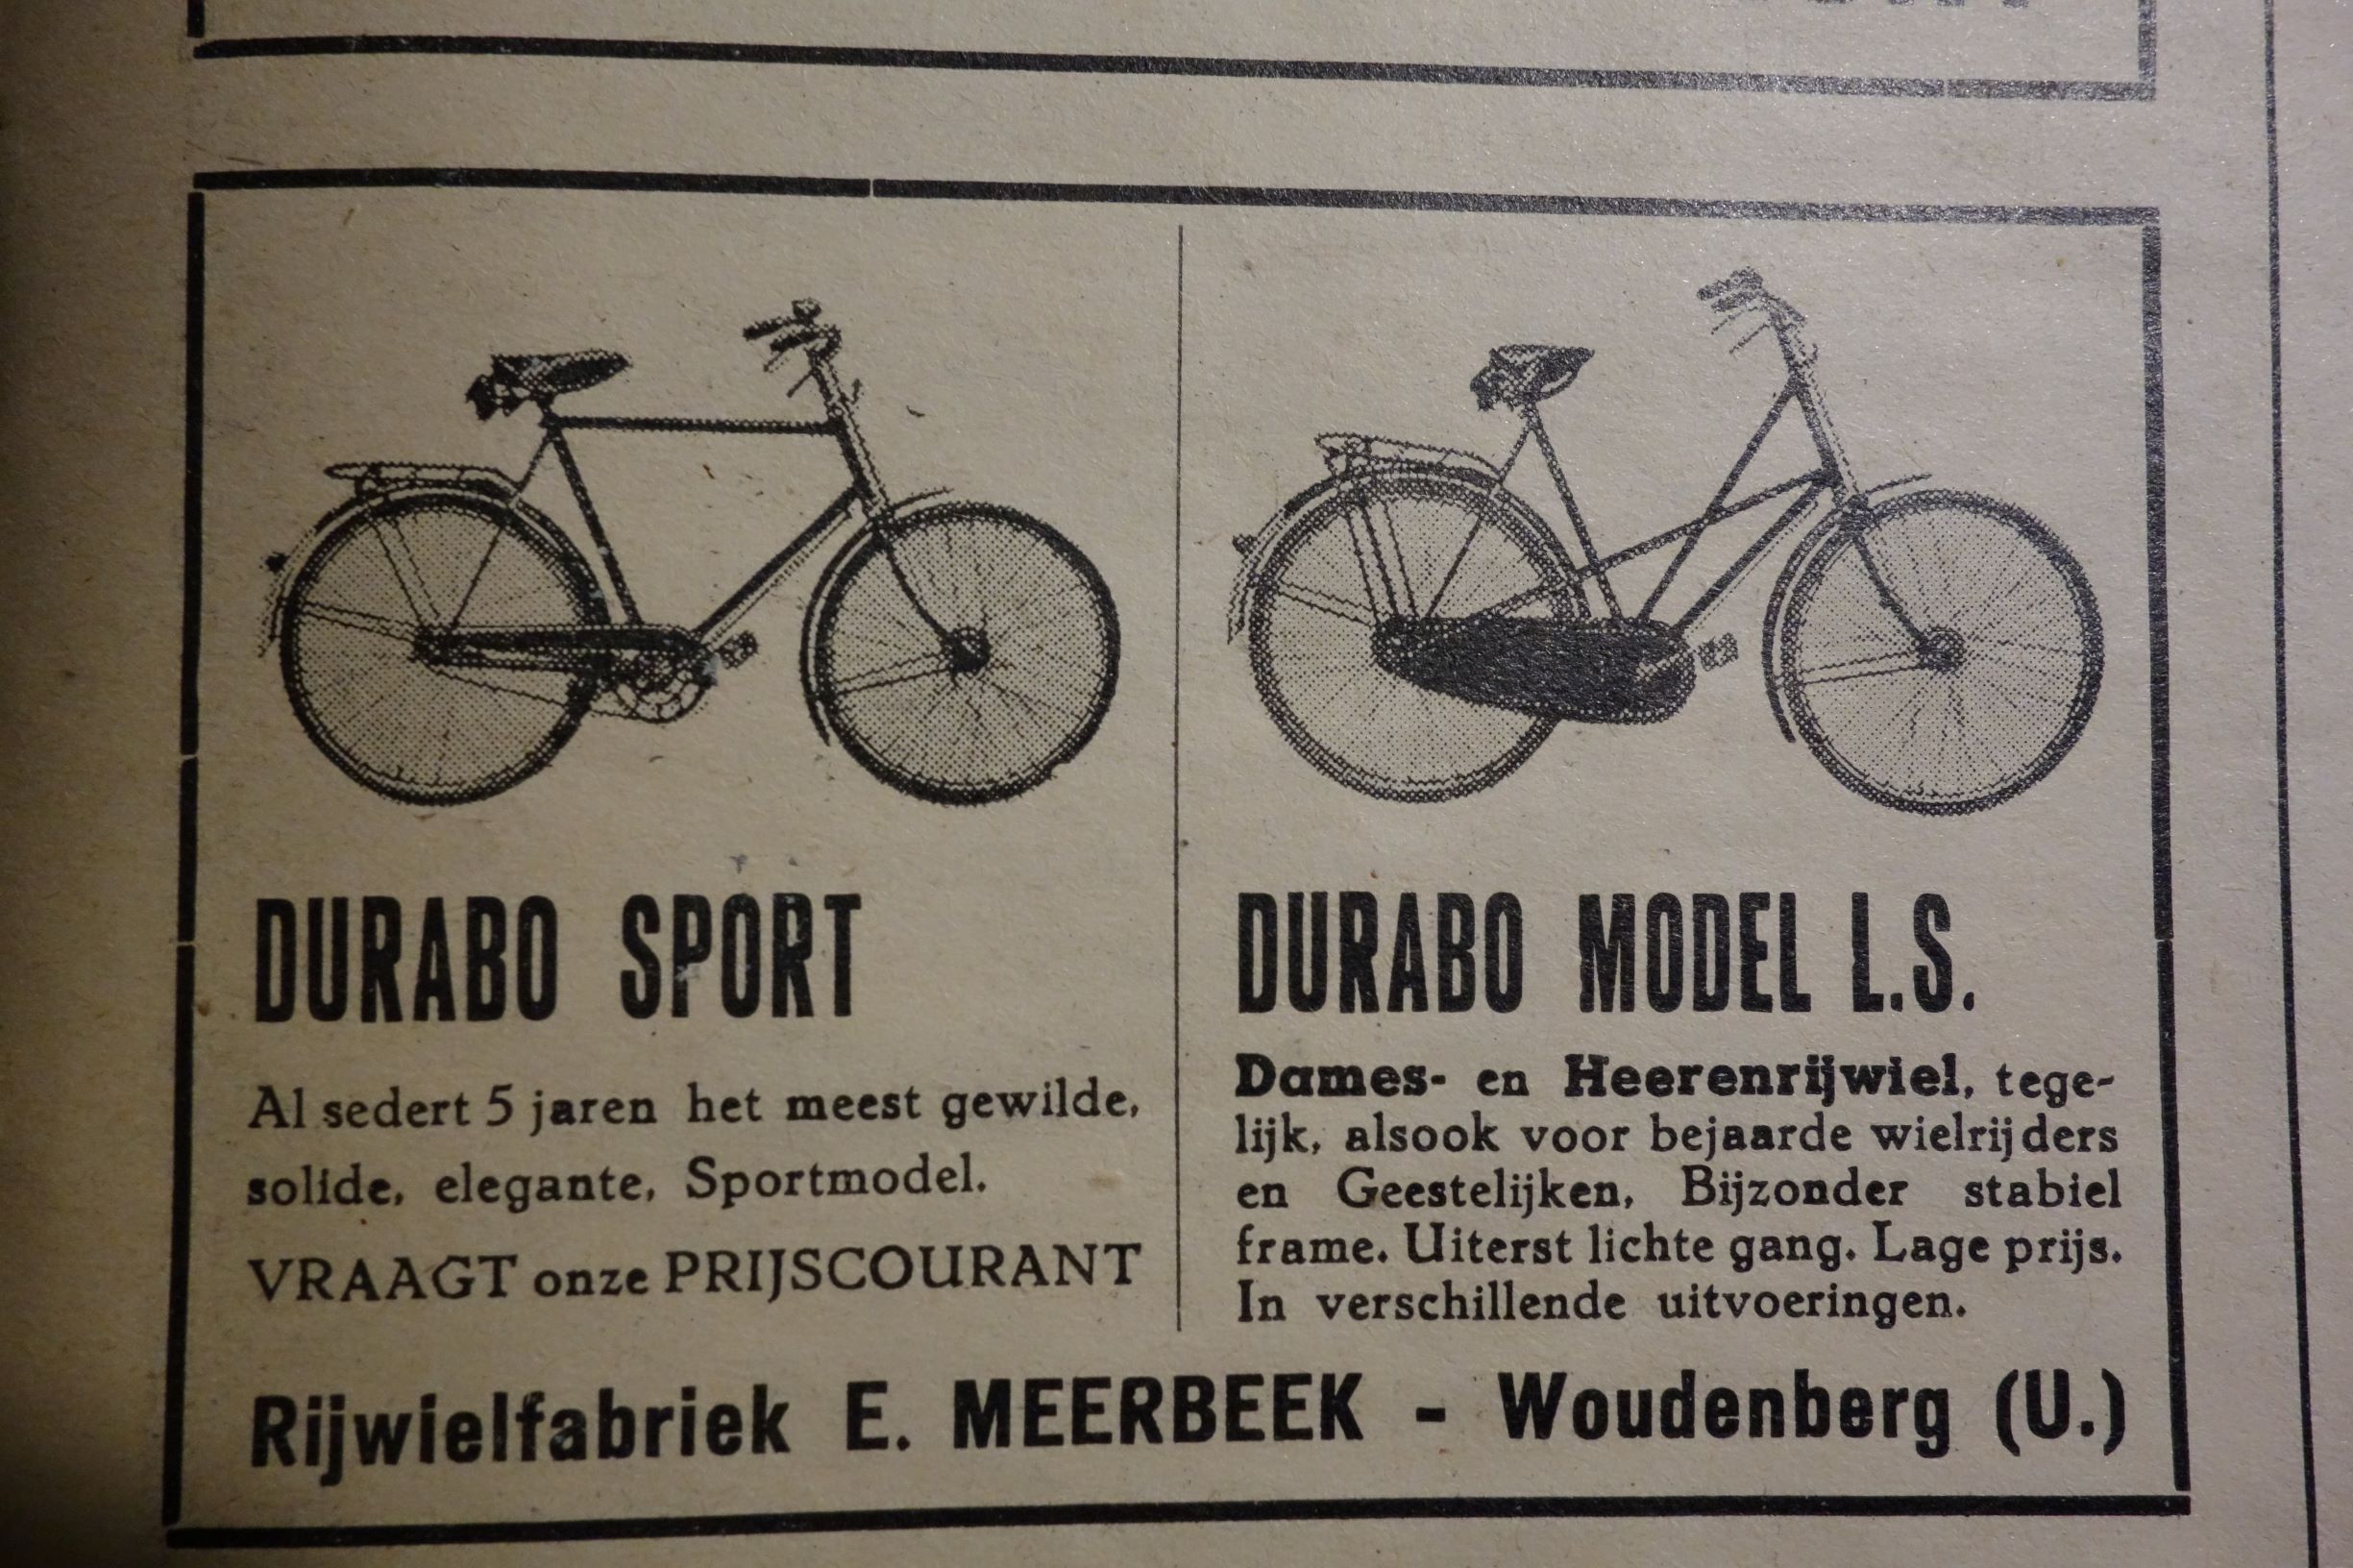 DURABO SPORT
Al sedert 5 jaren het meest gewilde,
solide, elegante, Sportmodel.
VRAAGT onze PRIJSCOURANT
DURABO MODEL L.S.
Dames- en Heerenrijwiel, tege-
lijk, alsook voor bejaarde wielrijders
en Geestelijken, Bijzonder stabiel
frame. Uiterst lichte gang. Lage prijs.
In verschillende uitvoeringen.
Rijwielfabriek E. MEERBEEK - Woudenberg (U.)